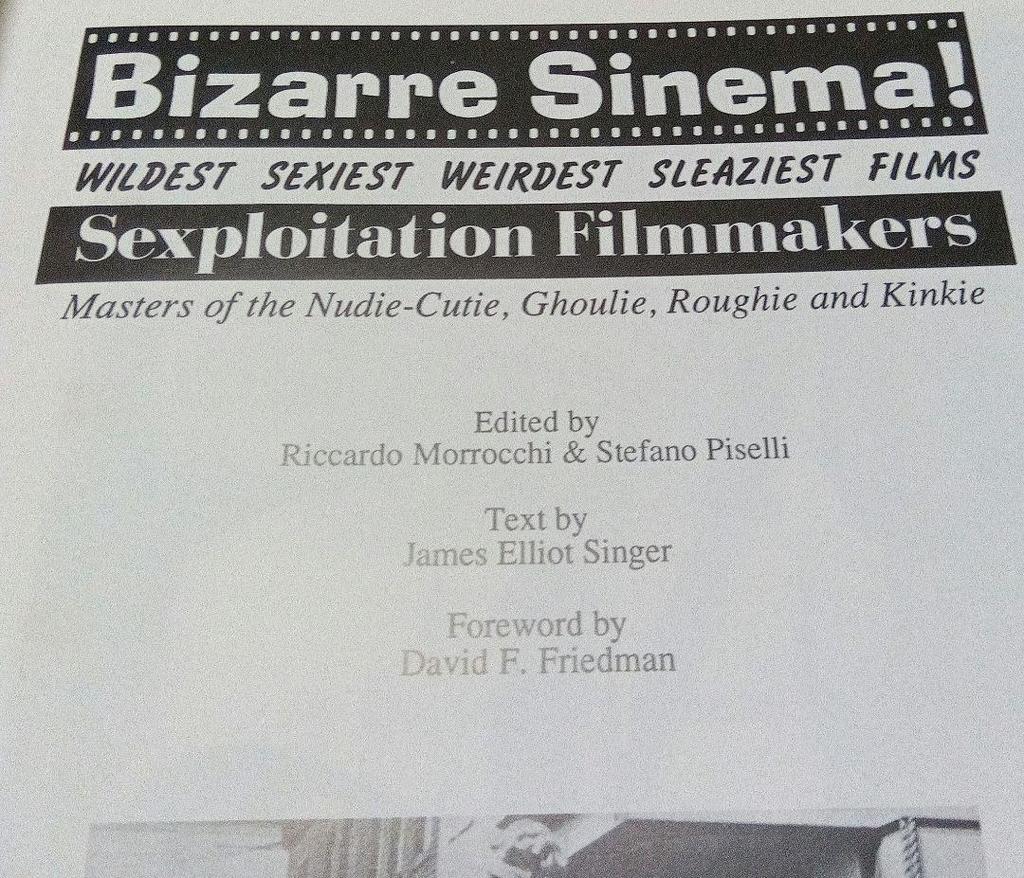 Bizarre Sinema!
WILDEST SEXIEST WEIRDEST SLEAZIEST FILMS
Sexploitation Filmmakers
Masters of the Nudie-Cutie, Ghoulie, Roughie and Kinkie
Edited by
Riccardo Morrocchi & Stefano Piselli
Text by
James Elliot Singer
Foreword by
David F. Friedman